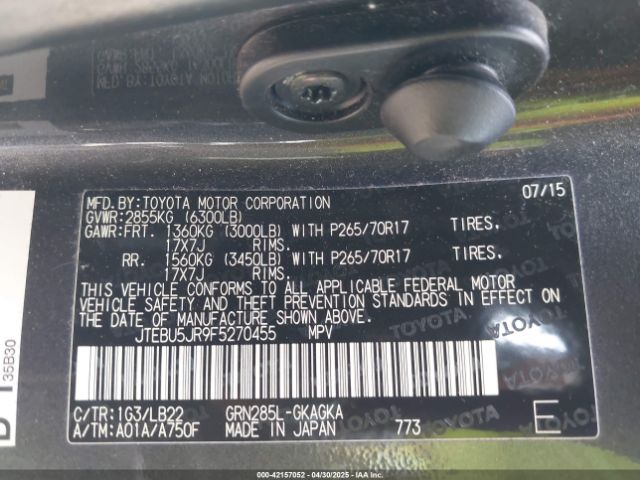 MFD.BY:TOYOTA MOTOR CORPORATION 07/15
GVWR:2855KG (6300LB)
GAWR:FRT. 1360KG (3000LB) WITH P265/70R17 TIRES.
17X7J RIMS.
RR. 1560KG (3450LB) WITH P265/70R17 TIRES.
17X7J RIMS.
THIS VEHICLE CONFORMS TO ALL APPLICABLE FEDERAL MOTOR
VEHICLE SAFETY AND THEFT PREVENTION STANDARDS IN EFFECT ON
THE DATE OF MANUFACTURE SHOWN ABOVE.
JTEBU5JR9F5270455 MPV
C/TR:1G3/LB22 GRN285L-GKAGKA
A/TM:A01A/A750F MADE IN JAPAN 773 E
35B30
000-42157052 - 04/30/2025 - IAA Holdings, LLC.